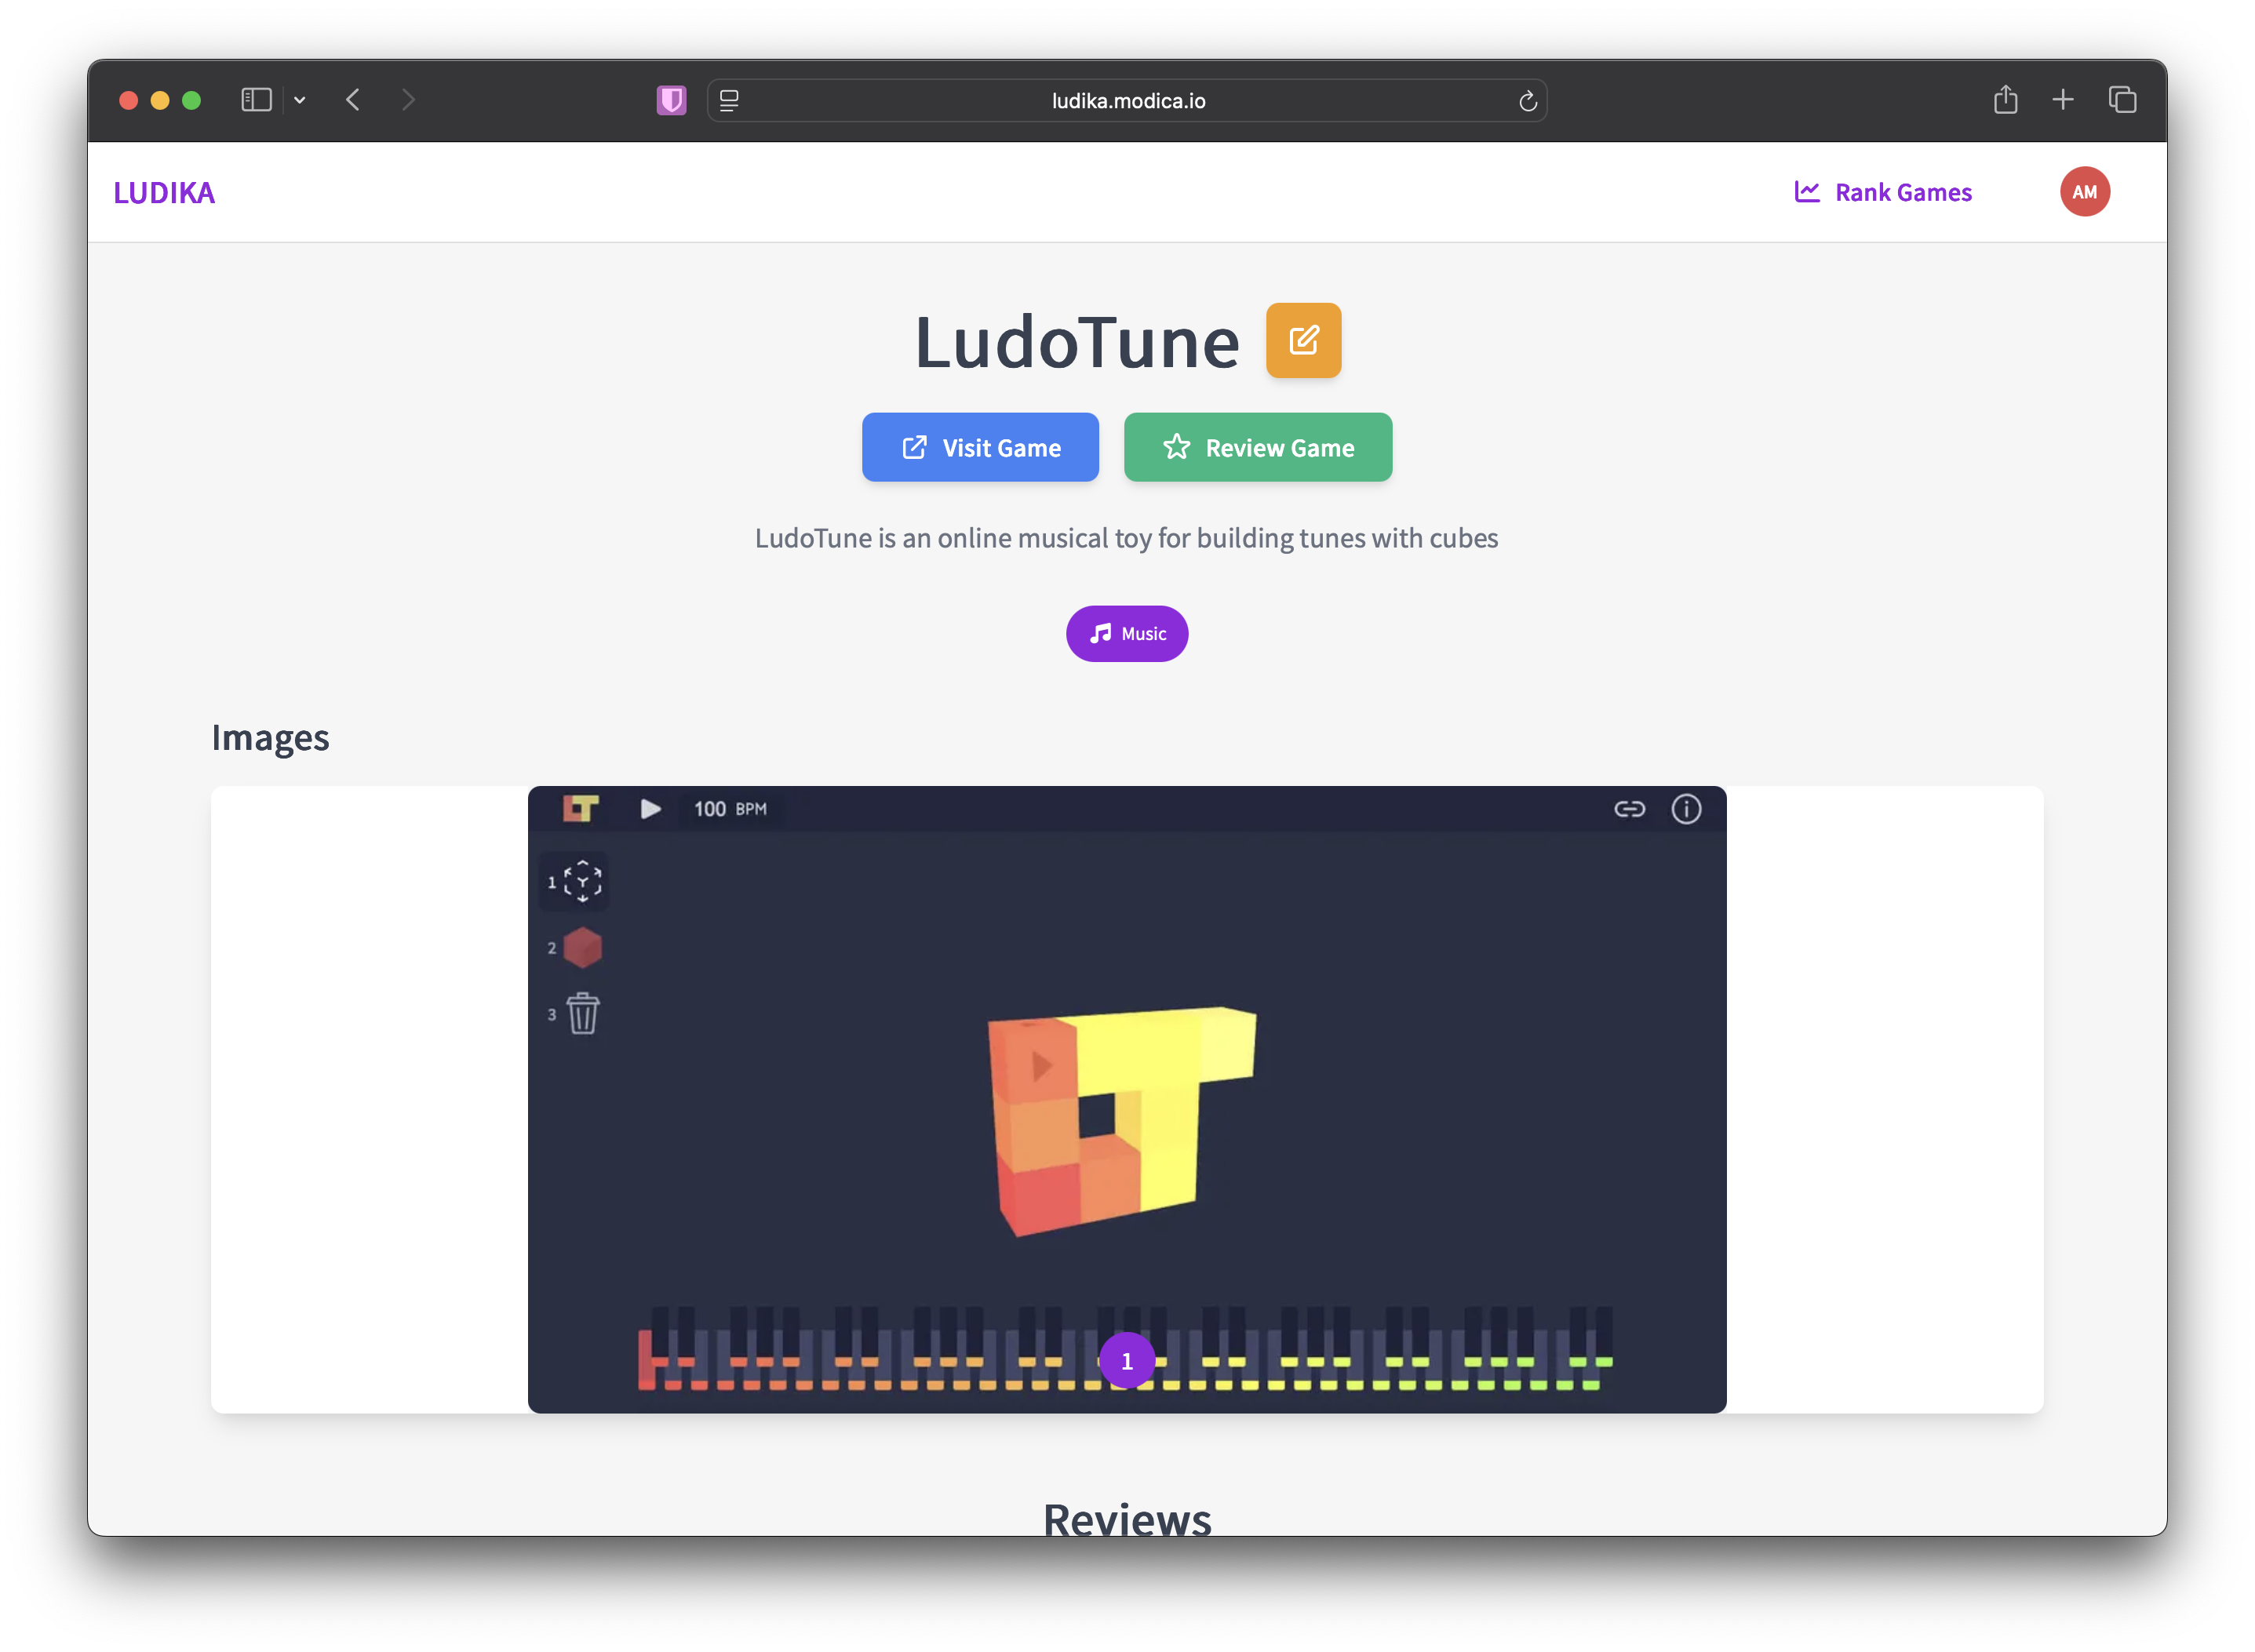 ludika.modica.io
LUDIKA
Rank Games
AM
LudoTune
Visit Game
Review Game
LudoTune is an online musical toy for building tunes with cubes
Music
Images
100 BPM
1
2
3
1
Reviews